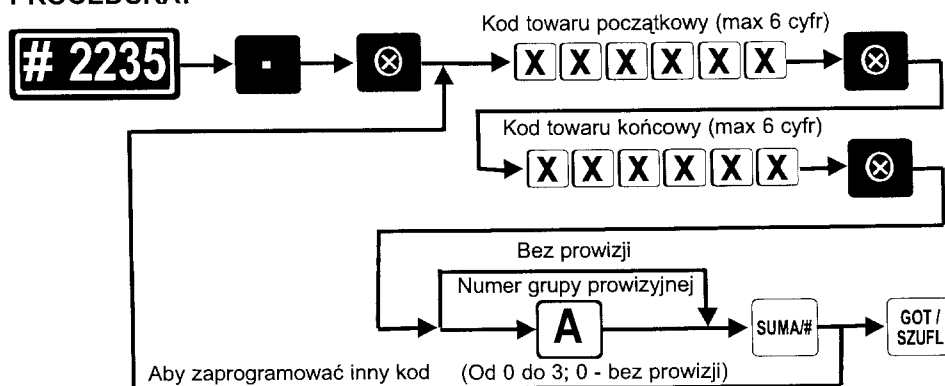 Kod towaru początkowy (max 6 cyfr)
# 2235 . ⊗ X X X X X X ⊗
Kod towaru końcowy (max 6 cyfr)
X X X X X X ⊗
Bez prowizji
Numer grupy prowizyjnej
A SUMA/# GOT /
SZUFL
Aby zaprogramować inny kod (Od 0 do 3; 0 - bez prowizji)